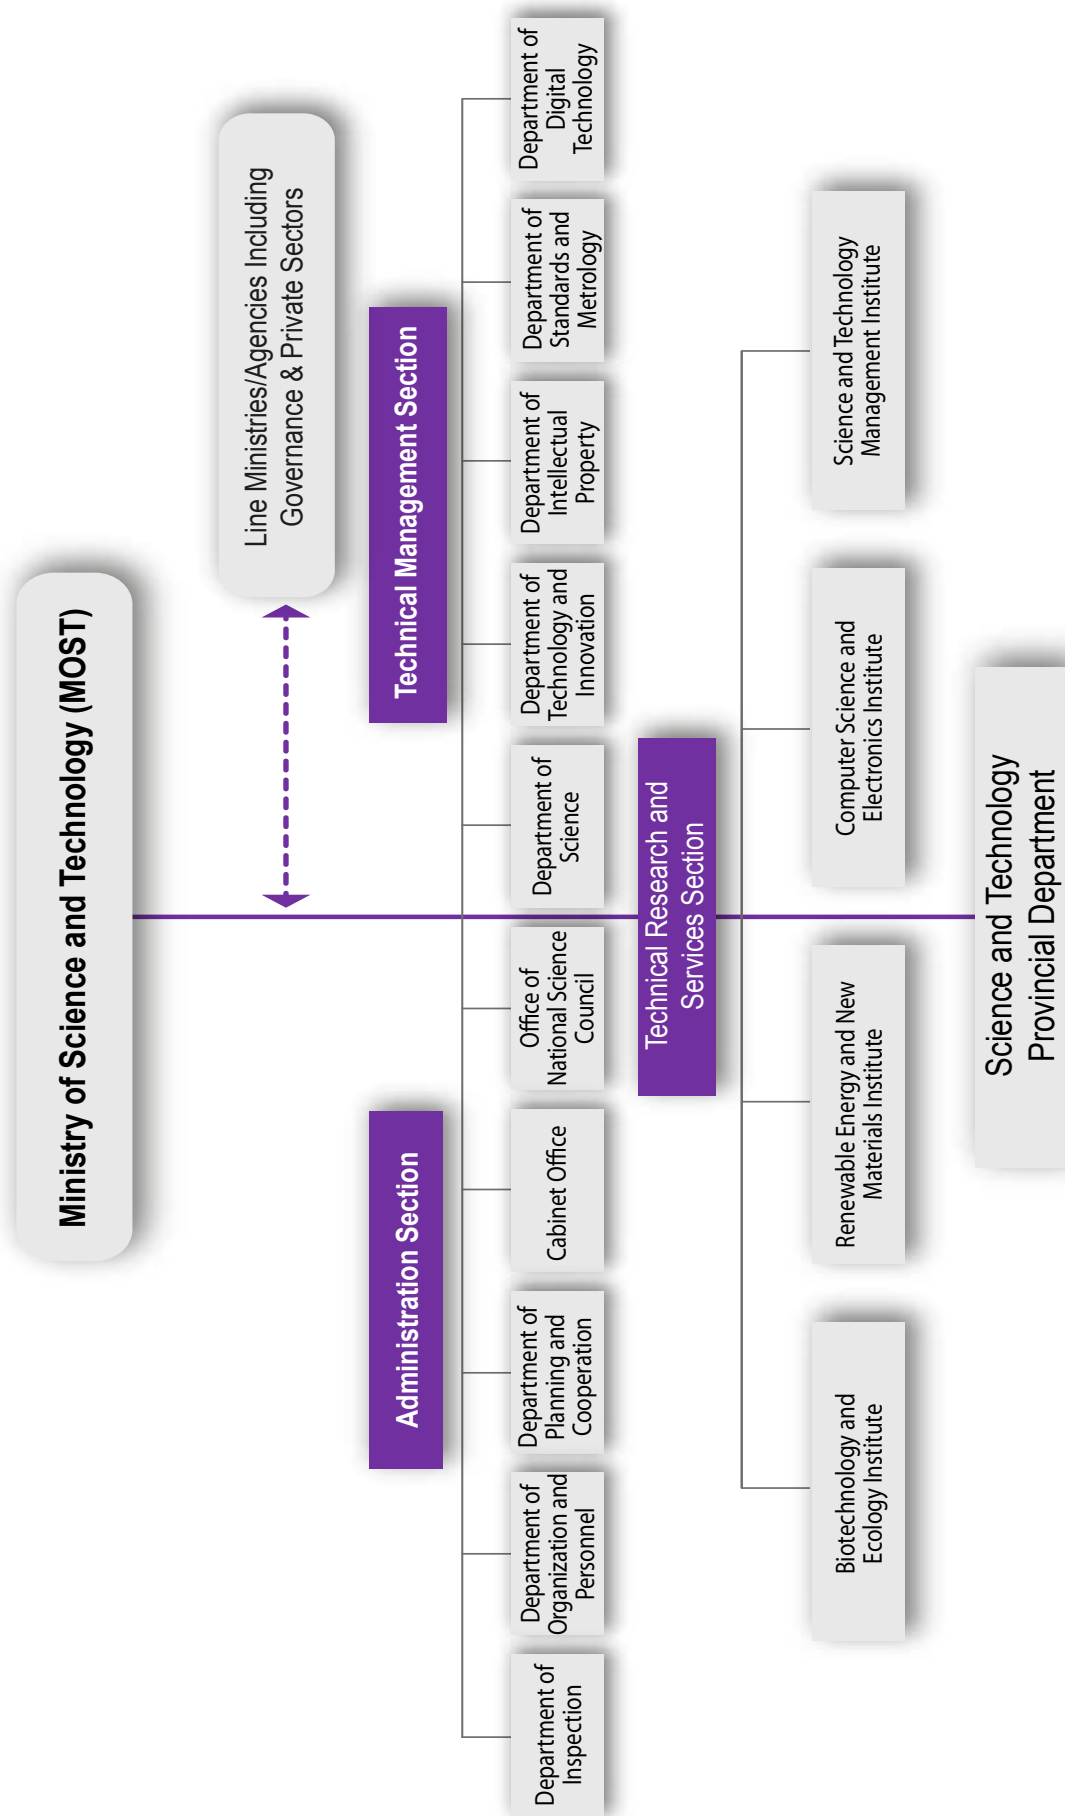 Ministry of Science and Technology (MOST)
Line Ministries/Agencies Including
Governance & Private Sectors
Administration Section
Technical Management Section
Department of
Inspection
Department of
Organization and
Personnel
Department of
Planning and
Cooperation
Cabinet Office
Office of
National Science
Council
Department of
Science
Department of
Technology and
Innovation
Department of
Intellectual
Property
Department of
Standards and
Metrology
Department of
Digital
Technology
Technical Research and
Services Section
Biotechnology and
Ecology Institute
Renewable Energy and New
Materials Institute
Computer Science and
Electronics Institute
Science and Technology
Management Institute
Science and Technology
Provincial Department